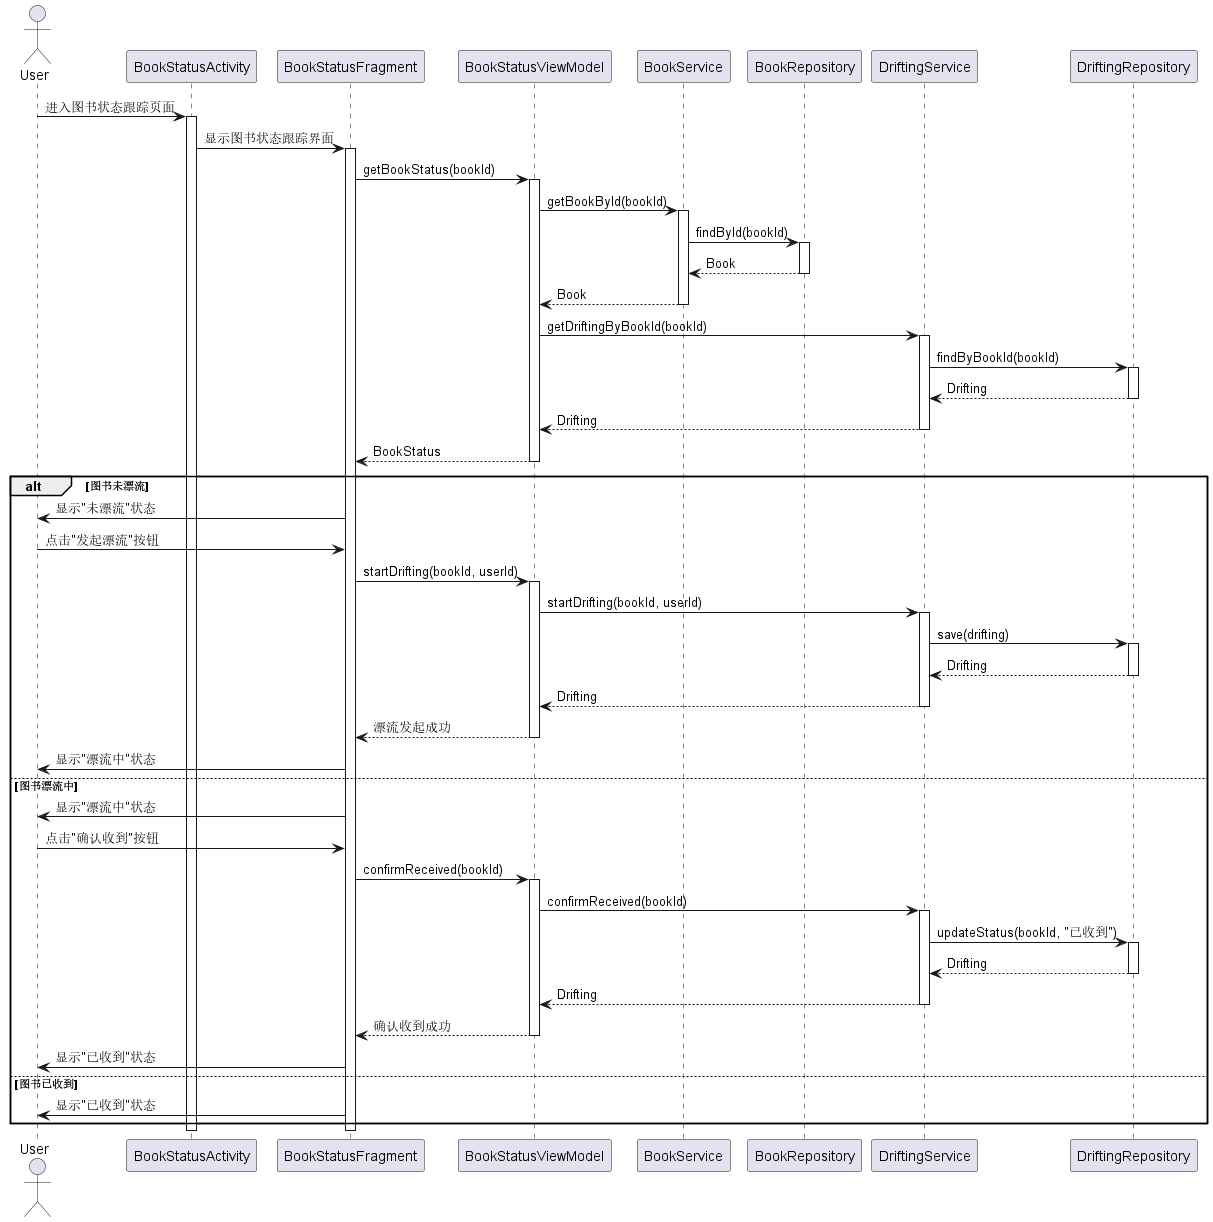 User
BookStatusActivity
BookStatusFragment
BookStatusViewModel
BookService
BookRepository
DriftingService
DriftingRepository
进入图书状态跟踪页面
显示图书状态跟踪界面
getBookStatus(bookId)
getBookById(bookId)
findById(bookId)
Book
Book
getDriftingByBookId(bookId)
findByBookId(bookId)
Drifting
Drifting
BookStatus
alt
[图书未漂流]
显示"未漂流"状态
点击"发起漂流"按钮
startDrifting(bookId, userId)
startDrifting(bookId, userId)
save(drifting)
Drifting
Drifting
漂流发起成功
显示"漂流中"状态
[图书漂流中]
显示"漂流中"状态
点击"确认收到"按钮
confirmReceived(bookId)
confirmReceived(bookId)
updateStatus(bookId, "已收到")
Drifting
Drifting
确认收到成功
显示"已收到"状态
[图书已收到]
显示"已收到"状态
User
BookStatusActivity
BookStatusFragment
BookStatusViewModel
BookService
BookRepository
DriftingService
DriftingRepository